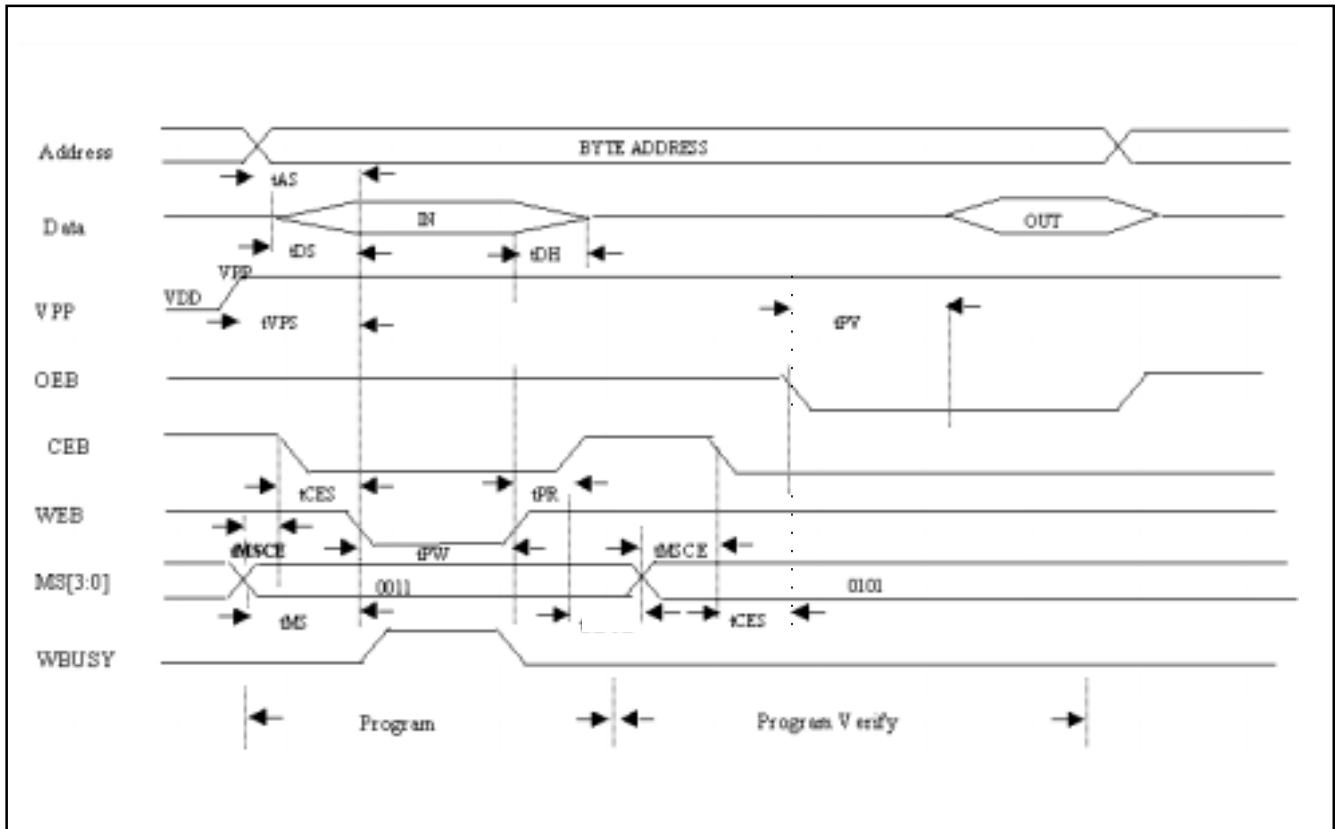 Address
BYTE ADDRESS
tAS
Data
IN
OUT
tDS
tDH
VPP
VDD
VPP
tVPS
tPV
OEB
CEB
tCES
tPR
WEB
tMSCE
tPW
tMSCE
MS[3:0]
0011
0101
tMS
tCES
WBUSY
Program
Program Verify